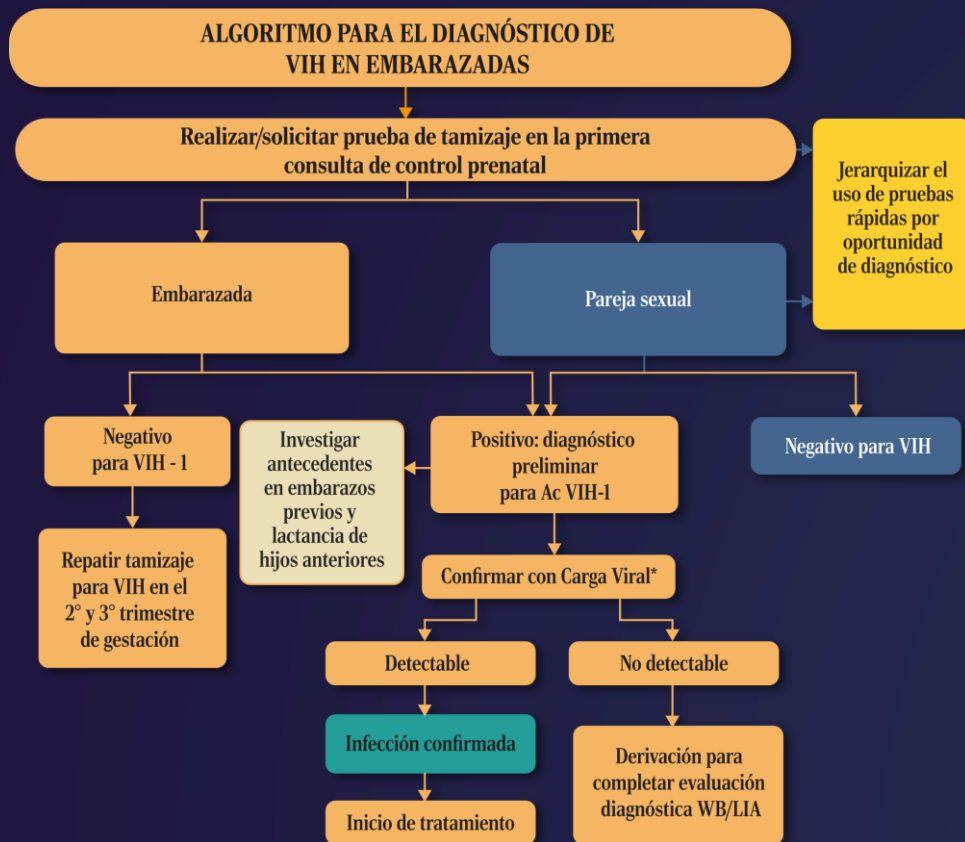 ALGORITMO PARA EL DIAGNÓSTICO DE
VIH EN EMBARAZADAS
Realizar/solicitar prueba de tamizaje en la primera
consulta de control prenatal
Jerarquizar el
uso de pruebas
rápidas por
oportunidad
de diagnóstico
Embarazada
Pareja sexual
Negativo
para VIH - 1
Investigar
antecedentes
en embarazos
previos y
lactancia de
hijos anteriores
Positivo: diagnóstico
preliminar
para Ac VIH-1
Negativo para VIH
Repatir tamizaje
para VIH en el
2° y 3° trimestre
de gestación
Confirmar con Carga Viral*
Detectable
No detectable
Infección confirmada
Derivación para
completar evaluación
diagnóstica WB/LIA
Inicio de tratamiento